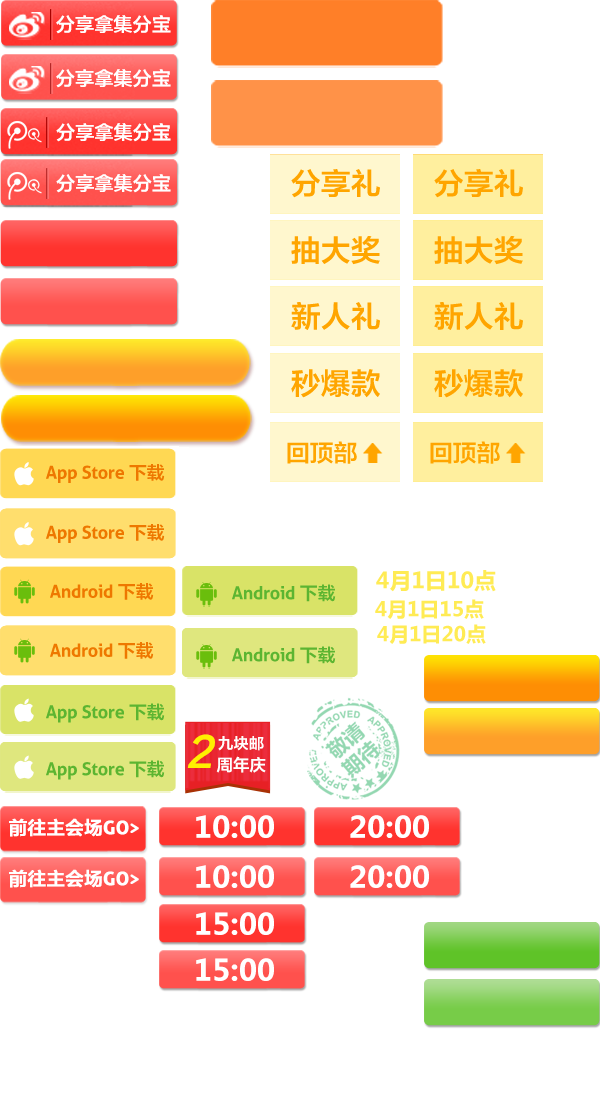 分享拿集分宝
分享拿集分宝
分享拿集分宝
分享拿集分宝
分享礼
分享礼
抽大奖
抽大奖
新人礼
新人礼
秒爆款
秒爆款
回顶部
回顶部
App Store 下载
App Store 下载
Android 下载
Android 下载
4月1日10点
4月1日15点
4月1日20点
Android 下载
Android 下载
App Store 下载
App Store 下载
2 九块邮
周年庆
APPROVED APPROVED APPROVED
敬请
期待
前往主会场GO>
10:00
20:00
前往主会场GO>
10:00
20:00
15:00
15:00